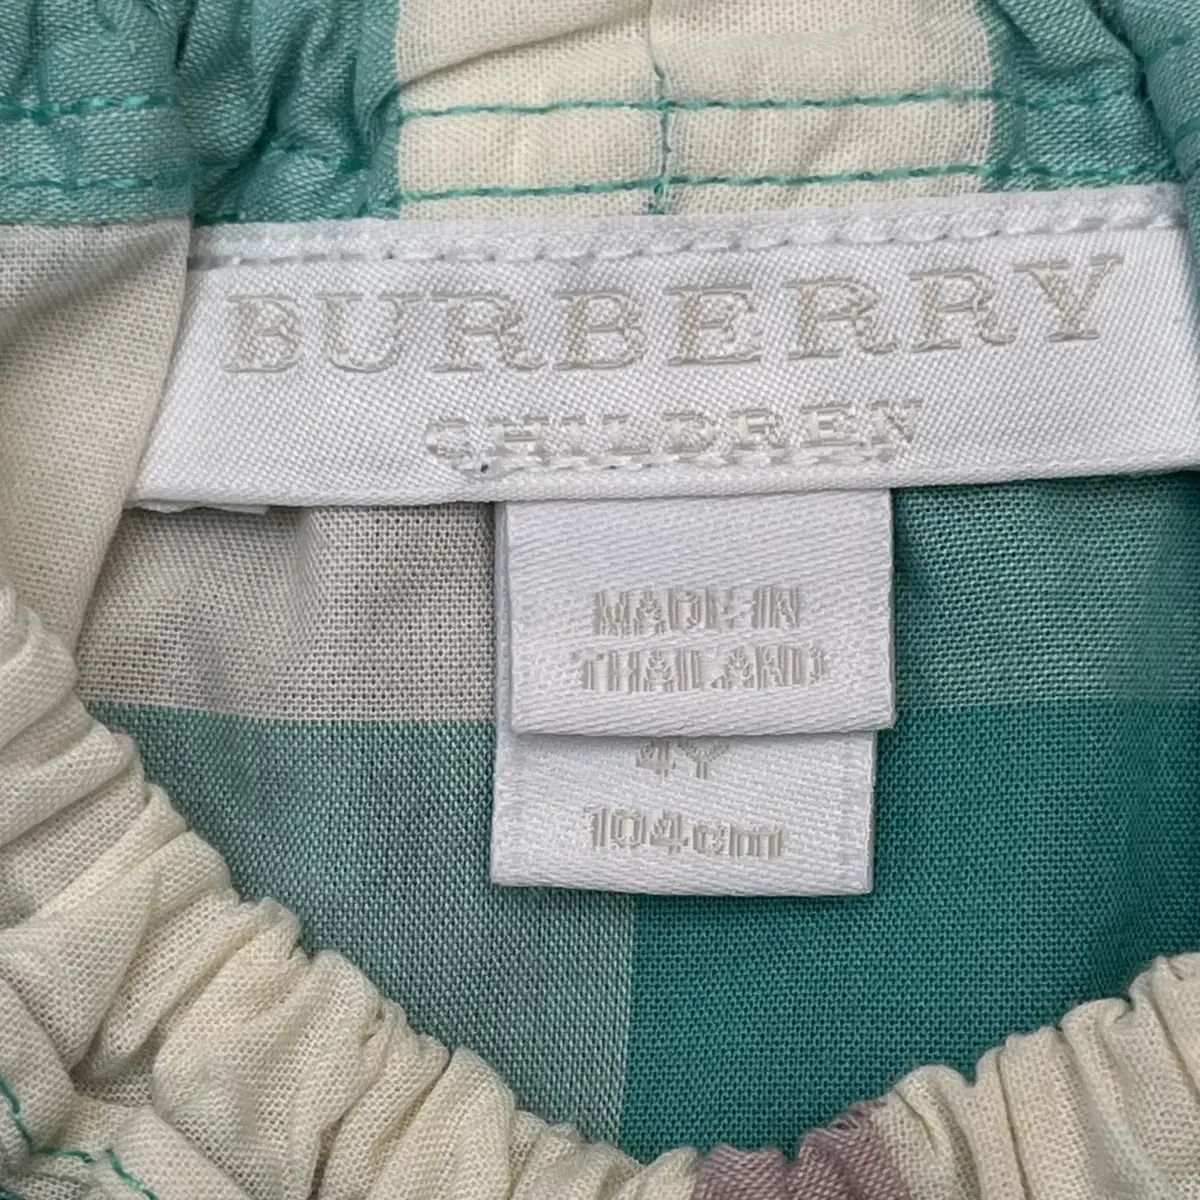 BURBERRY
CHILDREN
MADE IN
THAILAND
4Y
104cm